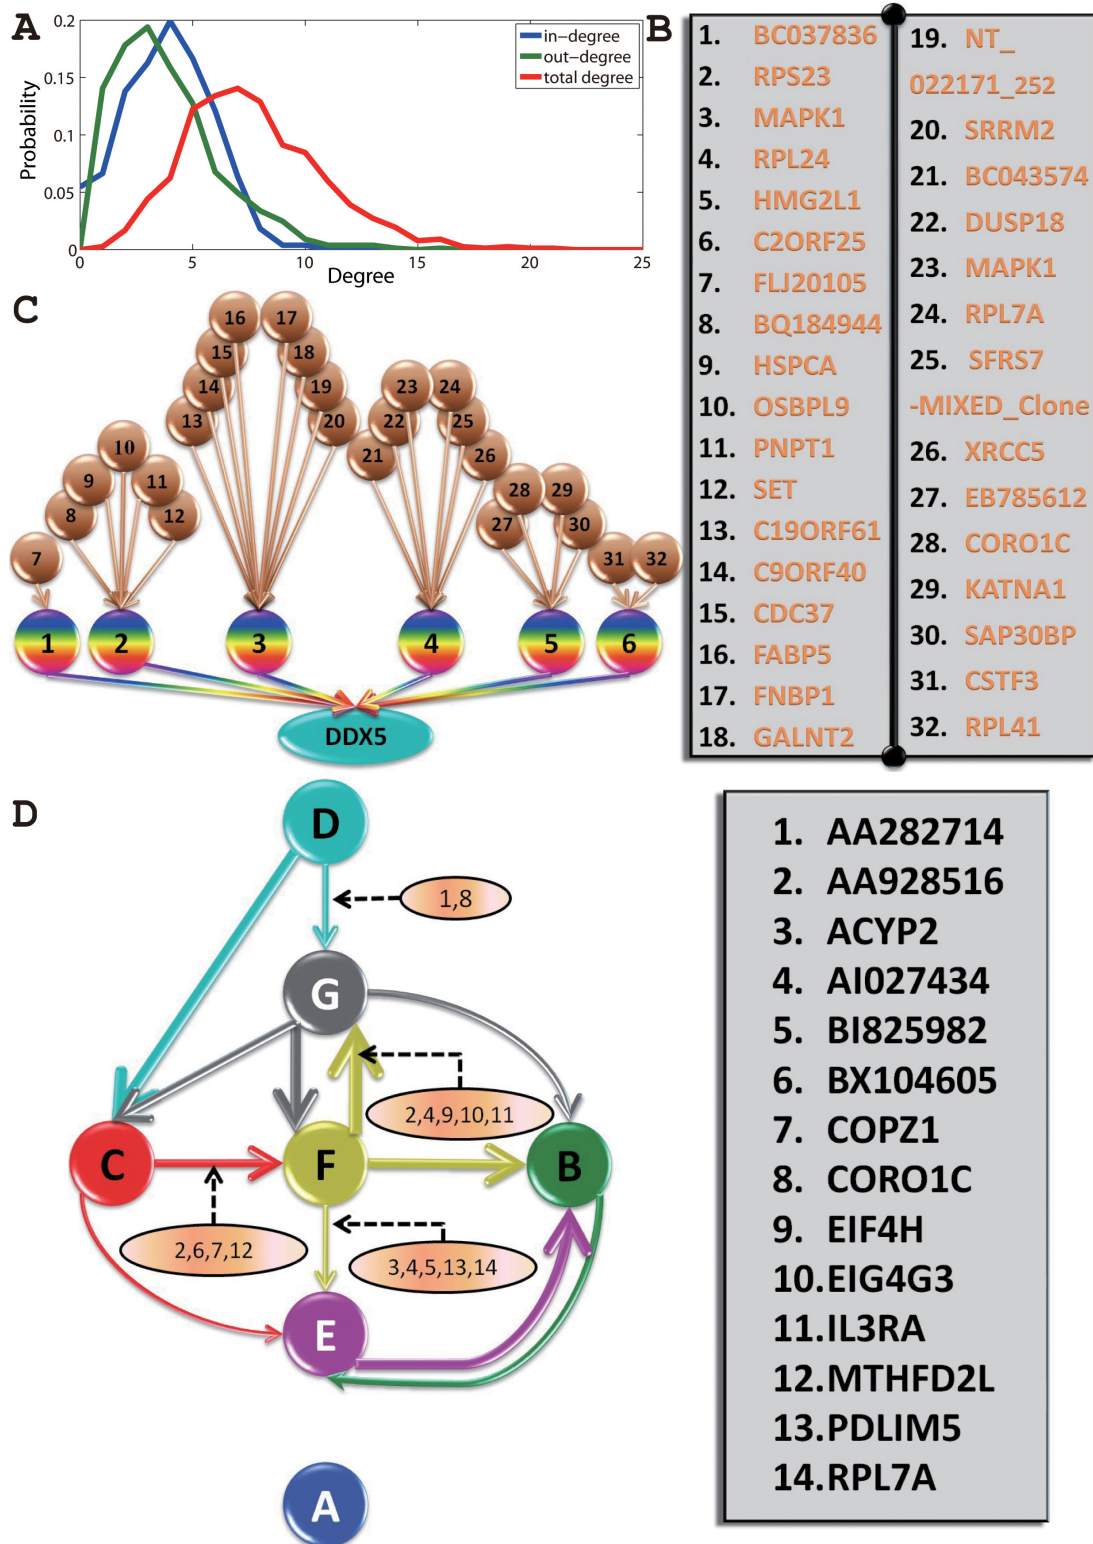 A
0.2
0.15
0.1
0.05
0
Probability
0
5
10
15
20
25
Degree
in-degree
out-degree
total degree
B
1. BC037836
2. RPS23
3. MAPK1
4. RPL24
5. HMG2L1
6. C2ORF25
7. FLJ20105
8. BQ184944
9. HSPCA
10. OSBPL9
11. PNPT1
12. SET
13. C19ORF61
14. C9ORF40
15. CDC37
16. FABP5
17. FNBP1
18. GALNT2
19. NT_
022171_252
20. SRRM2
21. BC043574
22. DUSP18
23. MAPK1
24. RPL7A
25. SFRS7
-MIXED_Clone
26. XRCC5
27. EB785612
28. CORO1C
29. KATNA1
30. SAP30BP
31. CSTF3
32. RPL41
C
16
17
15
18
14
19
13
20
23
24
22
25
21
26
10
9
11
8
12
28
29
27
30
7
31
32
1
2
3
4
5
6
DDX5
D
D
1,8
G
2,4,9,10,11
C
F
B
2,6,7,12
3,4,5,13,14
E
A
1. AA282714
2. AA928516
3. ACYP2
4. AI027434
5. BI825982
6. BX104605
7. COPZ1
8. CORO1C
9. EIF4H
10.EIG4G3
11.IL3RA
12.MTHFD2L
13.PDLIM5
14.RPL7A